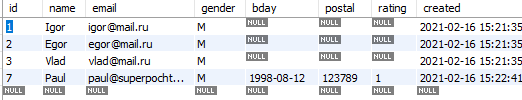 id name email gender bday postal rating created
1 Igor igor@mail.ru M NULL NULL NULL 2021-02-16 15:21:35
2 Egor egor@mail.ru M NULL NULL NULL 2021-02-16 15:21:35
3 Vlad vlad@mail.ru M NULL NULL NULL 2021-02-16 15:21:35
7 Paul paul@superpocht... M 1998-08-12 123789 1 2021-02-16 15:22:41
NULL NULL NULL NULL NULL NULL NULL NULL